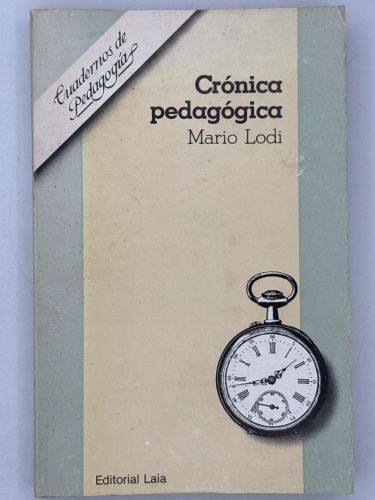 Cuadernos de
Pedagogía
Crónica
pedagógica
Mario Lodi
Editorial Laia